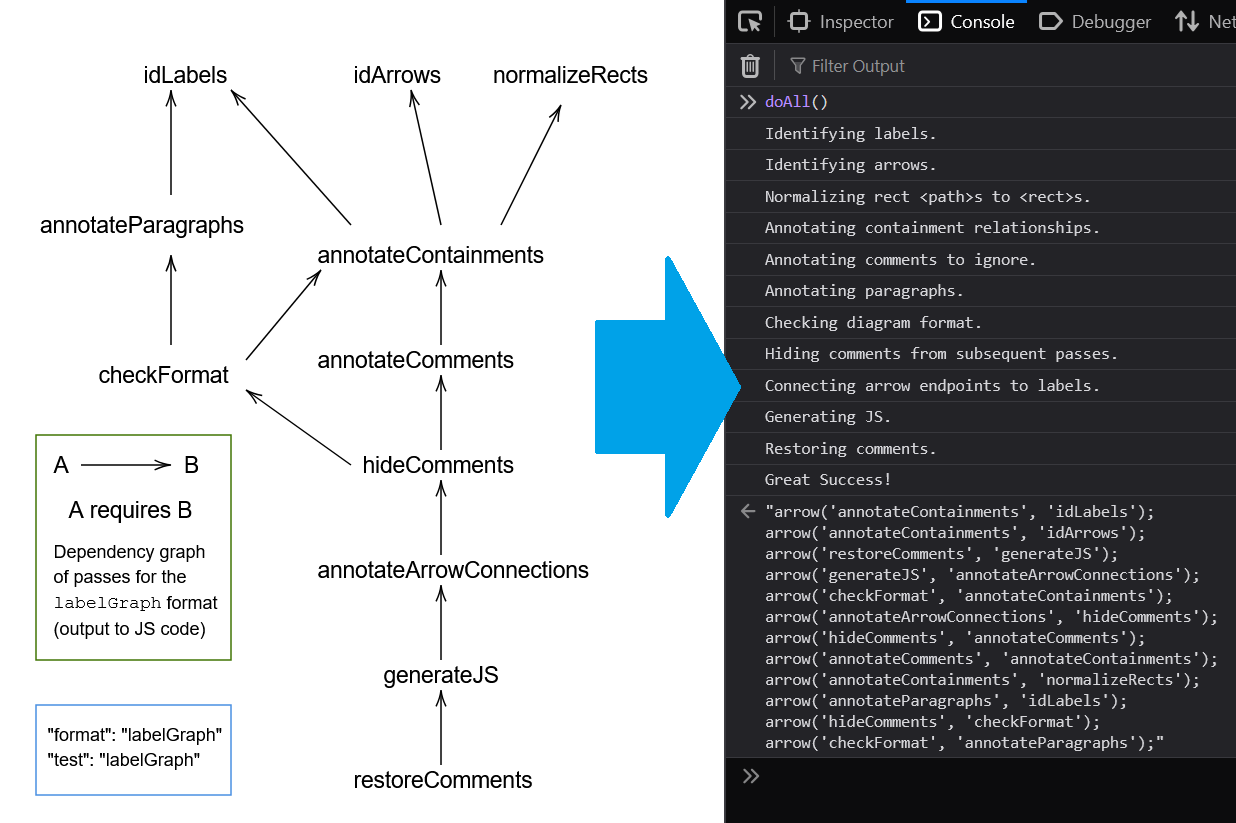 idLabels
idArrows
normalizeRects
annotateParagraphs
annotateContainments
checkFormat
annotateComments
hideComments
A
B
A requires B
Dependency graph
of passes for the
labelGraph format
(output to JS code)
annotateArrowConnections
generateJS
"format": "labelGraph"
"test": "labelGraph"
restoreComments
Inspector
Console
Debugger
Net
Filter Output
doAll()
Identifying labels.
Identifying arrows.
Normalizing rect <path>s to <rect>s.
Annotating containment relationships.
Annotating comments to ignore.
Annotating paragraphs.
Checking diagram format.
Hiding comments from subsequent passes.
Connecting arrow endpoints to labels.
Generating JS.
Restoring comments.
Great Success!
"arrow('annotateContainments', 'idLabels');
arrow('annotateContainments', 'idArrows');
arrow('restoreComments', 'generateJS');
arrow('generateJS', 'annotateArrowConnections');
arrow('checkFormat', 'annotateContainments');
arrow('annotateArrowConnections', 'hideComments');
arrow('hideComments', 'annotateComments');
arrow('annotateComments', 'annotateContainments');
arrow('annotateContainments', 'normalizeRects');
arrow('annotateParagraphs', 'idLabels');
arrow('hideComments', 'checkFormat');
arrow('checkFormat', 'annotateParagraphs');"